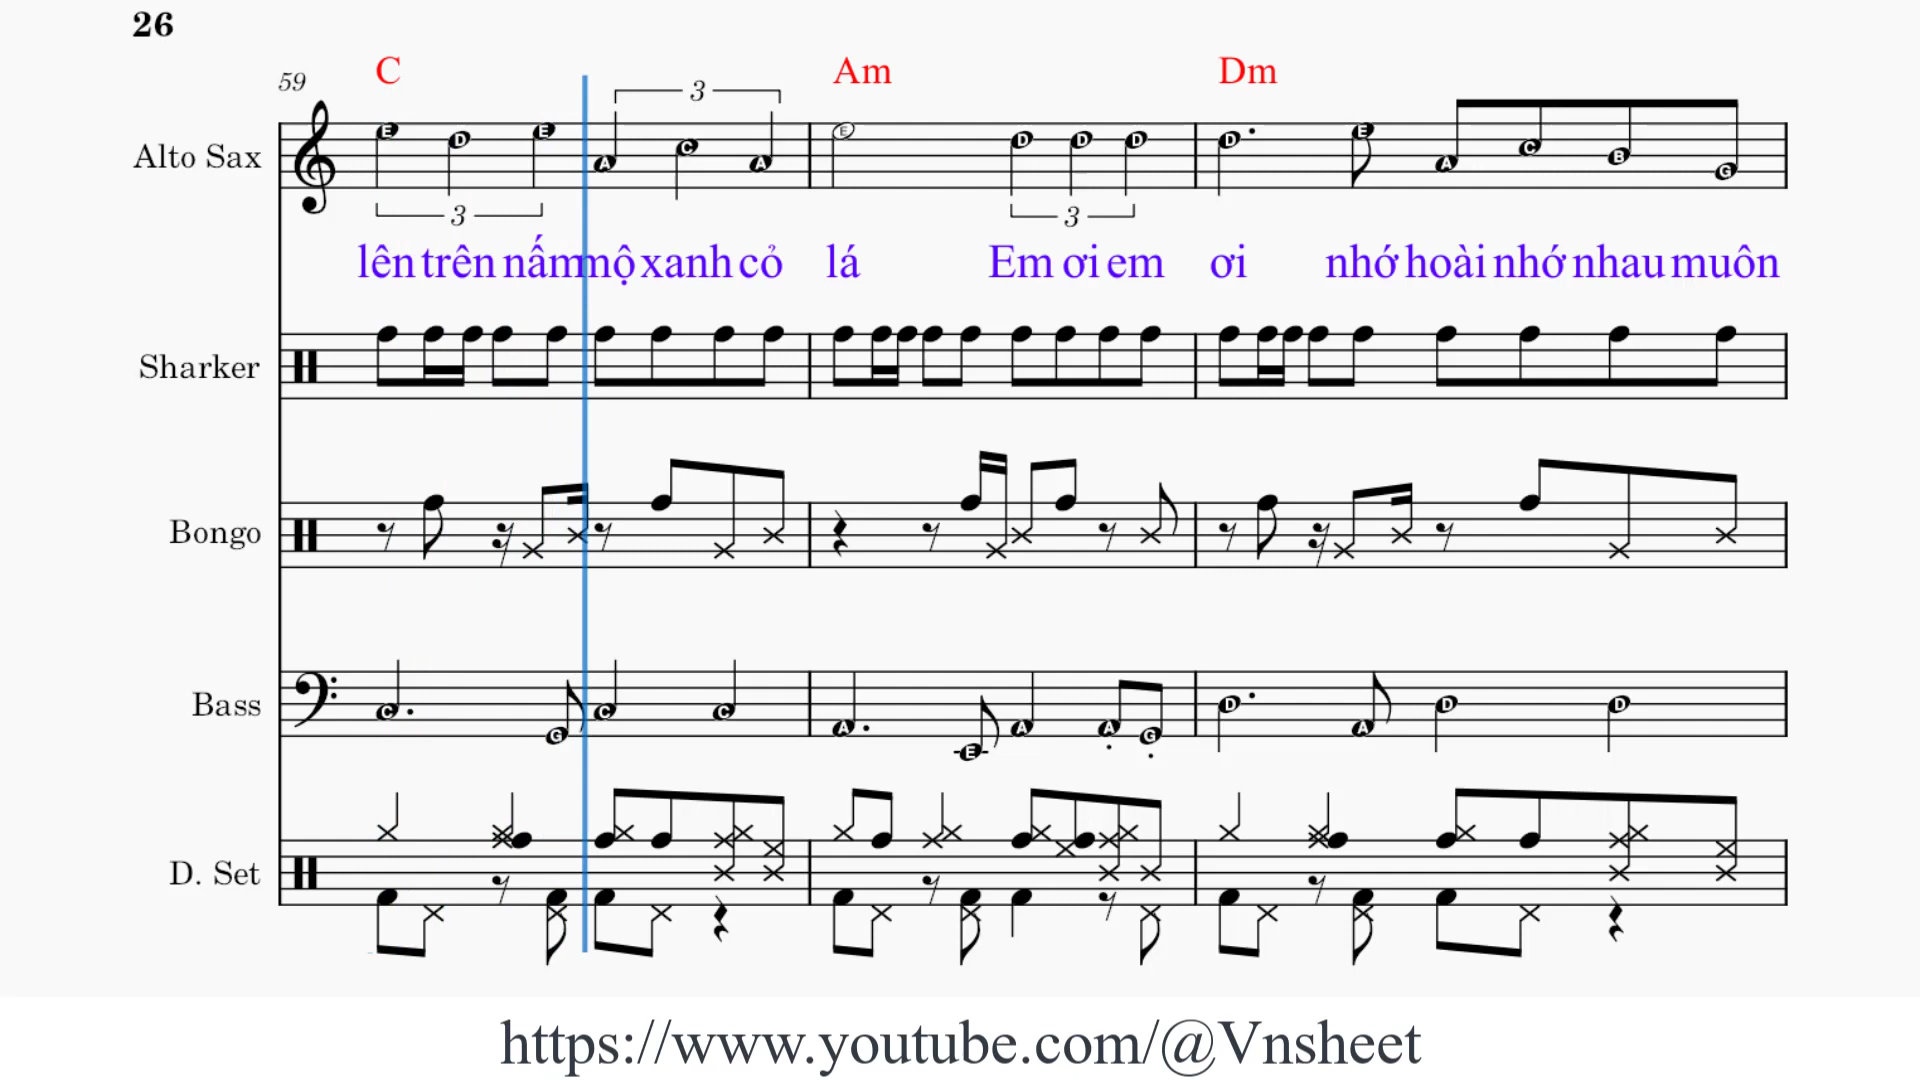 26
59 C Am Dm
3
Alto Sax E D E A C A E D D D D E A C B G
3 3
lên trên nấm mộ xanh cỏ lá Em ơi em ơi nhớ hoài nhớ nhau muôn
Sharker
Bongo
Bass C G C C A E A A G D A D D
D. Set
https://www.youtube.com/@Vnsheet